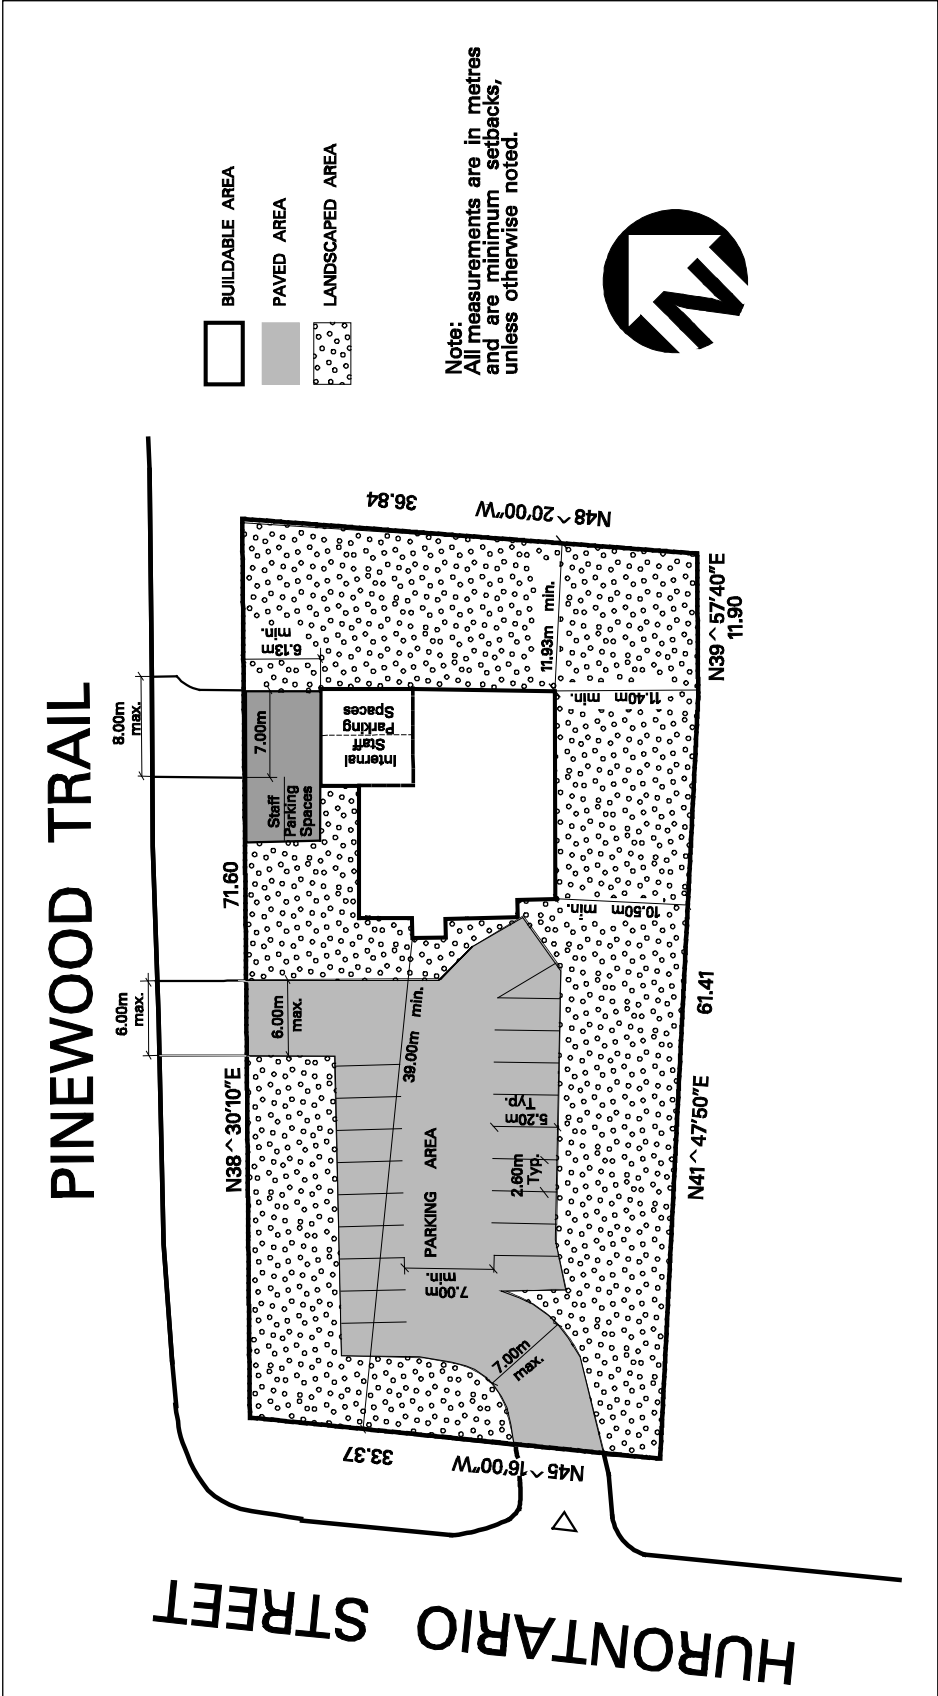 PINEWOOD TRAIL
HURONTARIO STREET
BUILDABLE AREA
PAVED AREA
LANDSCAPED AREA
Note:
All measurements are in metres
and are minimum setbacks,
unless otherwise noted.
N
36.84
N48^20'00"W
N39^57'40"E
11.90
11.93m min.
11.40m min.
10.50m min.
6.13m
min.
8.00m
max.
7.00m
Staff
Parking
Spaces
Internal
Staff
Parking
Spaces
71.60
N38^30'10"E
6.00m
max.
6.00m
max.
39.00m min.
61.41
N41^47'50"E
5.20m
Typ.
2.60m
Typ.
PARKING AREA
7.00m
min.
7.00m
max.
33.37
N45^16'00"W